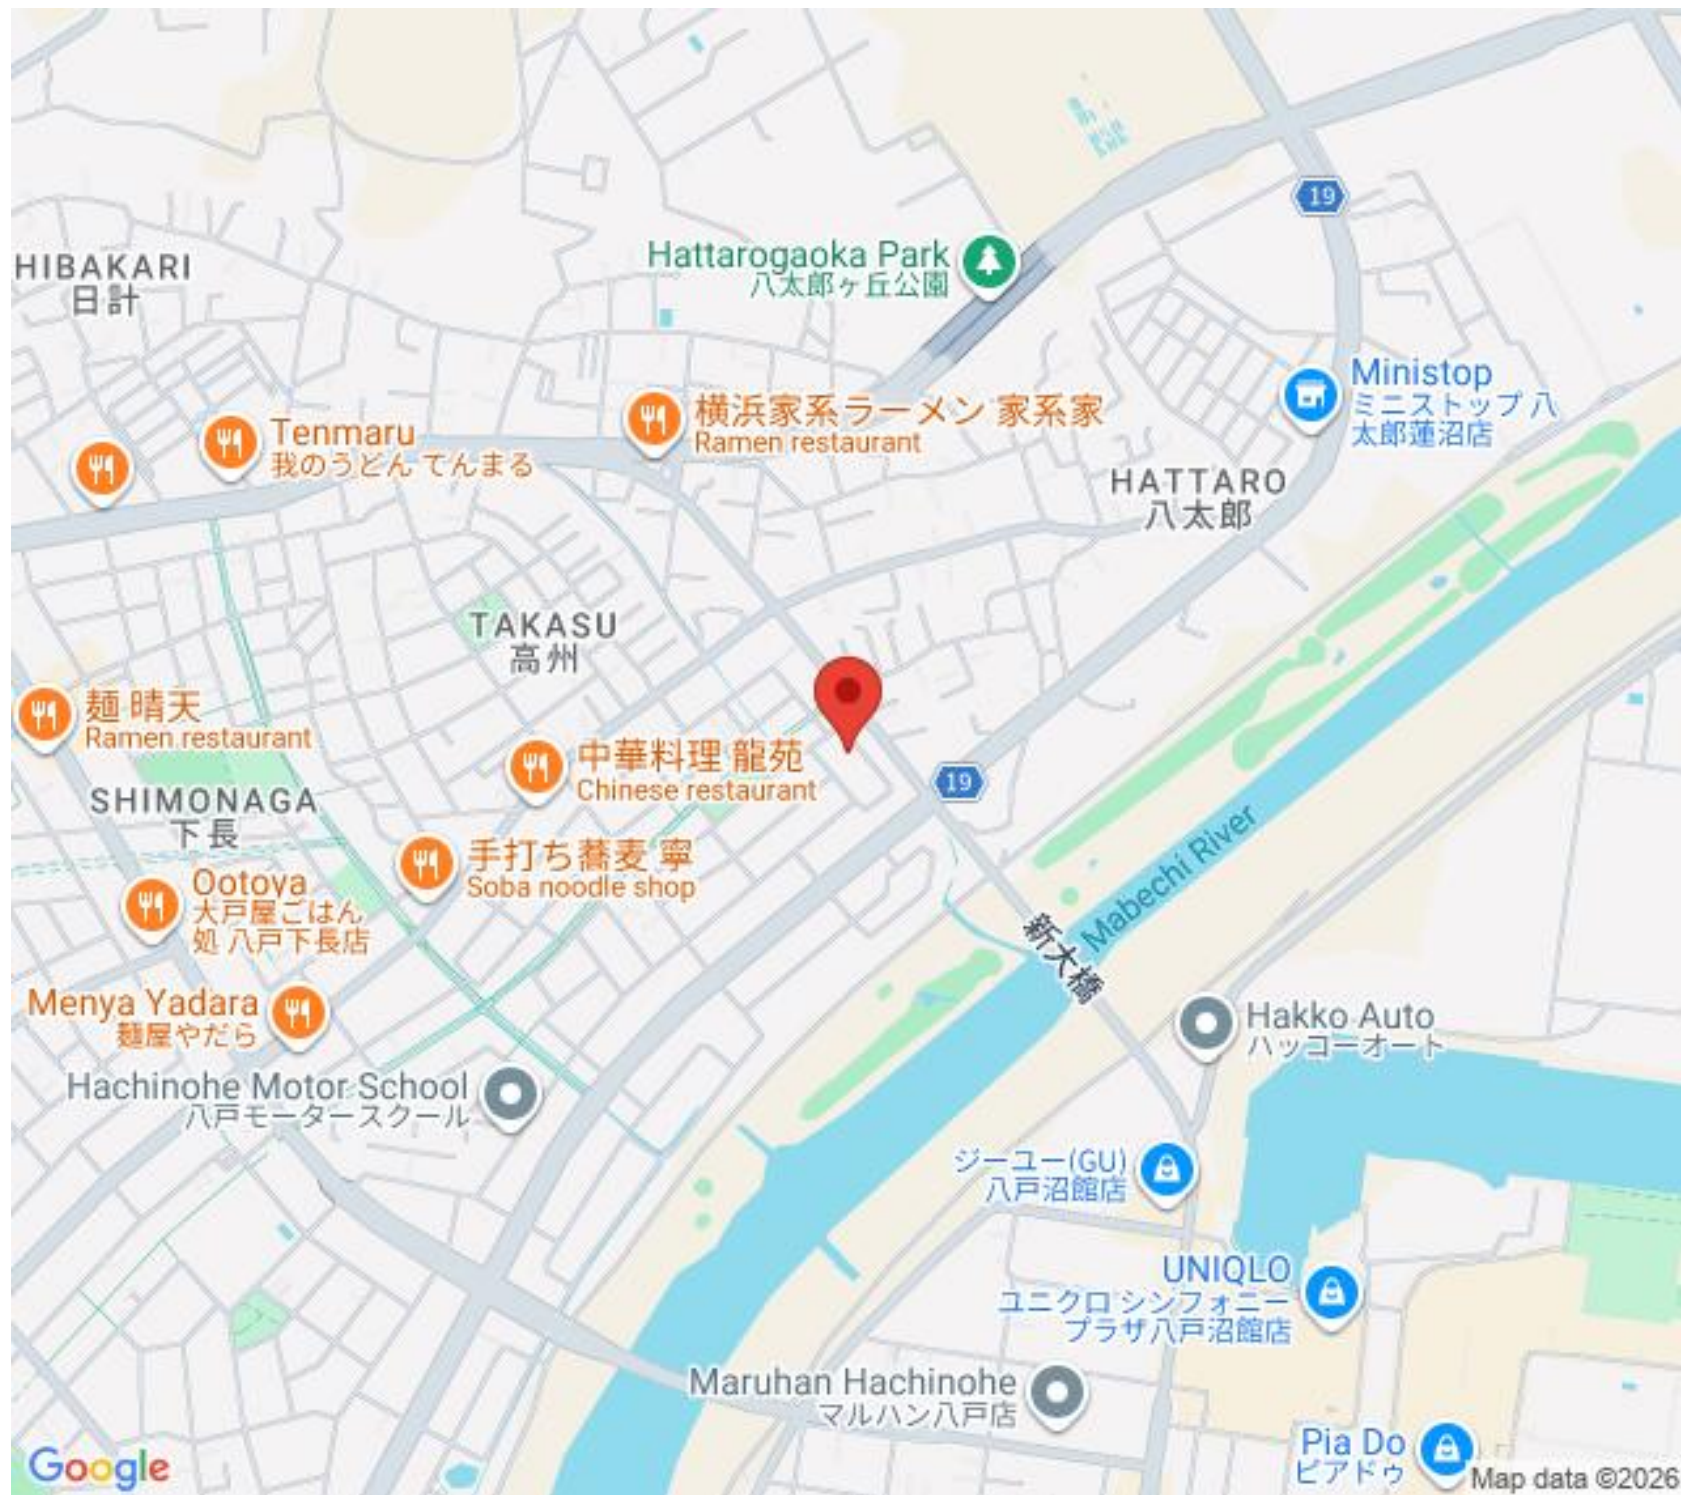 19
Hattarogaoka Park
八太郎ヶ丘公園
HIBAKARI
日計
Ministop
ミニストップ 八
太郎蓮沼店
横浜家系ラーメン 家系家
Ramen restaurant
Tenmaru
我のうどん てんまる
HATTARO
八太郎
TAKASU
高州
麺 晴天
Ramen restaurant
中華料理 龍苑
Chinese restaurant
19
SHIMONAGA
下長
手打ち蕎麦 寧
Soba noodle shop
Mabechi River
Ootoya
大戸屋ごはん
処 八戸下長店
新大橋
Menya Yadara
麺屋やだら
Hakko Auto
ハッコーオート
Hachinohe Motor School
八戸モータースクール
ジーユー(GU)
八戸沼館店
UNIQLO
ユニクロ シンフォニー
プラザ八戸沼館店
Maruhan Hachinohe
マルハン八戸店
Pia Do
ピアドゥ
Google
Map data ©2026